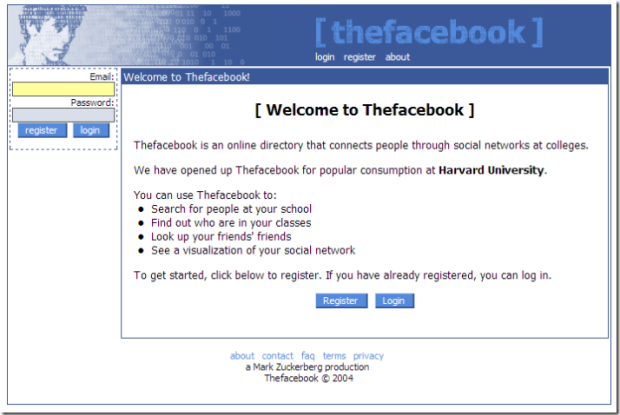 [ thefacebook ]
login register about
Email:
Password:
register login
Welcome to Thefacebook!
[ Welcome to Thefacebook ]
Thefacebook is an online directory that connects people through social networks at colleges.
We have opened up Thefacebook for popular consumption at Harvard University.
You can use Thefacebook to:
• Search for people at your school
• Find out who are in your classes
• Look up your friends' friends
• See a visualization of your social network
To get started, click below to register. If you have already registered, you can log in.
Register Login
about contact faq terms privacy
a Mark Zuckerberg production
Thefacebook © 2004